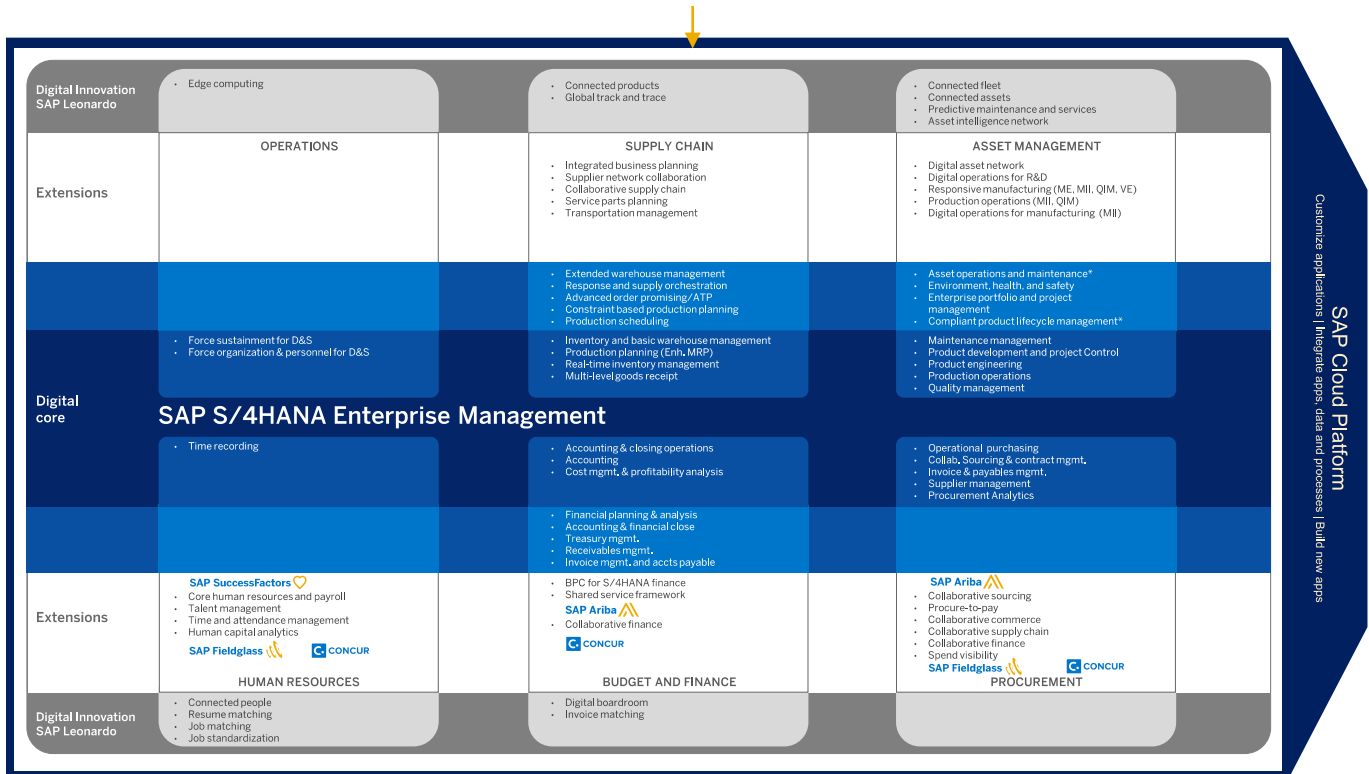 Digital Innovation
SAP Leonardo
• Edge computing
• Connected products
• Global track and trace
• Connected fleet
• Connected assets
• Predictive maintenance and services
• Asset intelligence network
Extensions
OPERATIONS
SUPPLY CHAIN
• Integrated business planning
• Supplier network collaboration
• Collaborative supply chain
• Service parts planning
• Transportation management
ASSET MANAGEMENT
• Digital asset network
• Digital operations for R&D
• Responsive manufacturing (ME, MII, QIM, VE)
• Production operations (MII, QIM)
• Digital operations for manufacturing (MII)
• Extended warehouse management
• Response and supply orchestration
• Advanced order promising/ATP
• Constraint based production planning
• Production scheduling
• Asset operations and maintenance*
• Environment, health, and safety
• Enterprise portfolio and project
management
• Compliant product lifecycle management*
Digital
core
• Force sustainment for D&S
• Force organization & personnel for D&S
• Inventory and basic warehouse management
• Production planning (Enh. MRP)
• Real-time inventory management
• Multi-level goods receipt
• Maintenance management
• Product development and project Control
• Product engineering
• Production operations
• Quality management
SAP S/4HANA Enterprise Management
• Time recording
• Accounting & closing operations
• Accounting
• Cost mgmt. & profitability analysis
• Operational purchasing
• Collab. Sourcing & contract mgmt.
• Invoice & payables mgmt.
• Supplier management
• Procurement Analytics
• Financial planning & analysis
• Accounting & financial close
• Treasury mgmt.
• Receivables mgmt.
• Invoice mgmt. and accts payable
Extensions
SAP SuccessFactors
• Core human resources and payroll
• Talent management
• Time and attendance management
• Human capital analytics
SAP Fieldglass
C. CONCUR
HUMAN RESOURCES
• BPC for S/4HANA finance
• Shared service framework
SAP Ariba
• Collaborative finance
C. CONCUR
BUDGET AND FINANCE
SAP Ariba
• Collaborative sourcing
• Procure-to-pay
• Collaborative commerce
• Collaborative supply chain
• Collaborative finance
• Spend visibility
SAP Fieldglass
C. CONCUR
PROCUREMENT
Digital Innovation
SAP Leonardo
• Connected people
• Resume matching
• Job matching
• Job standardization
• Digital boardroom
• Invoice matching
SAP Cloud Platform
Customize applications | Integrate apps, data and processes | Build new apps